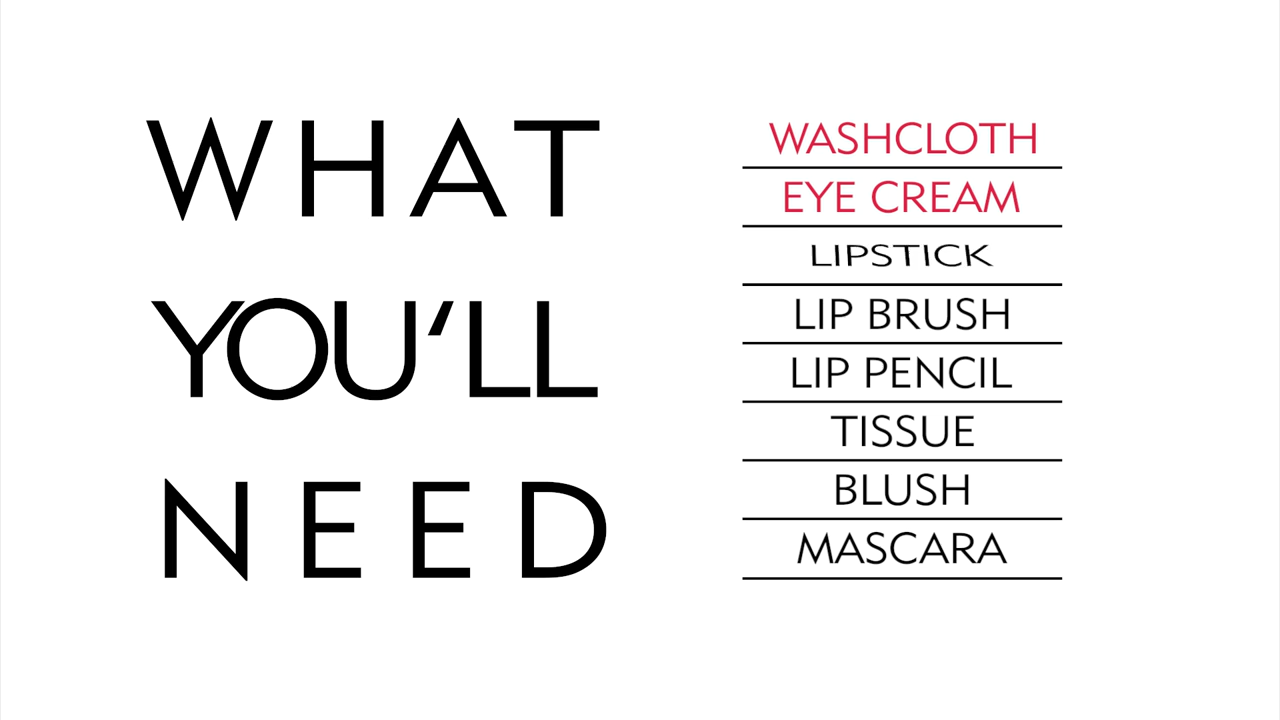 WHAT
YOU'LL
NEED
WASHCLOTH
EYE CREAM
LIPSTICK
LIP BRUSH
LIP PENCIL
TISSUE
BLUSH
MASCARA